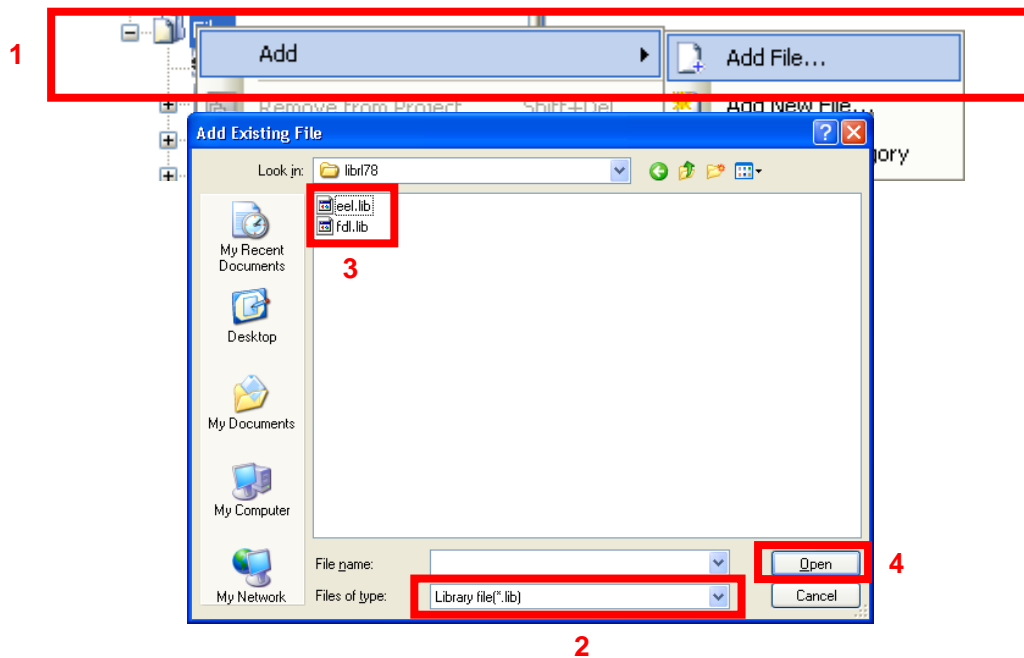 1
Add
Add File...
Remove from Project Shift+Del
Add New File...
Add Existing File
Look in: librl78
eel.lib
fdl.lib
3
My Recent
Documents
Desktop
My Documents
My Computer
My Network
File name:
Open
4
Files of type: Library file(*.lib)
Cancel
2